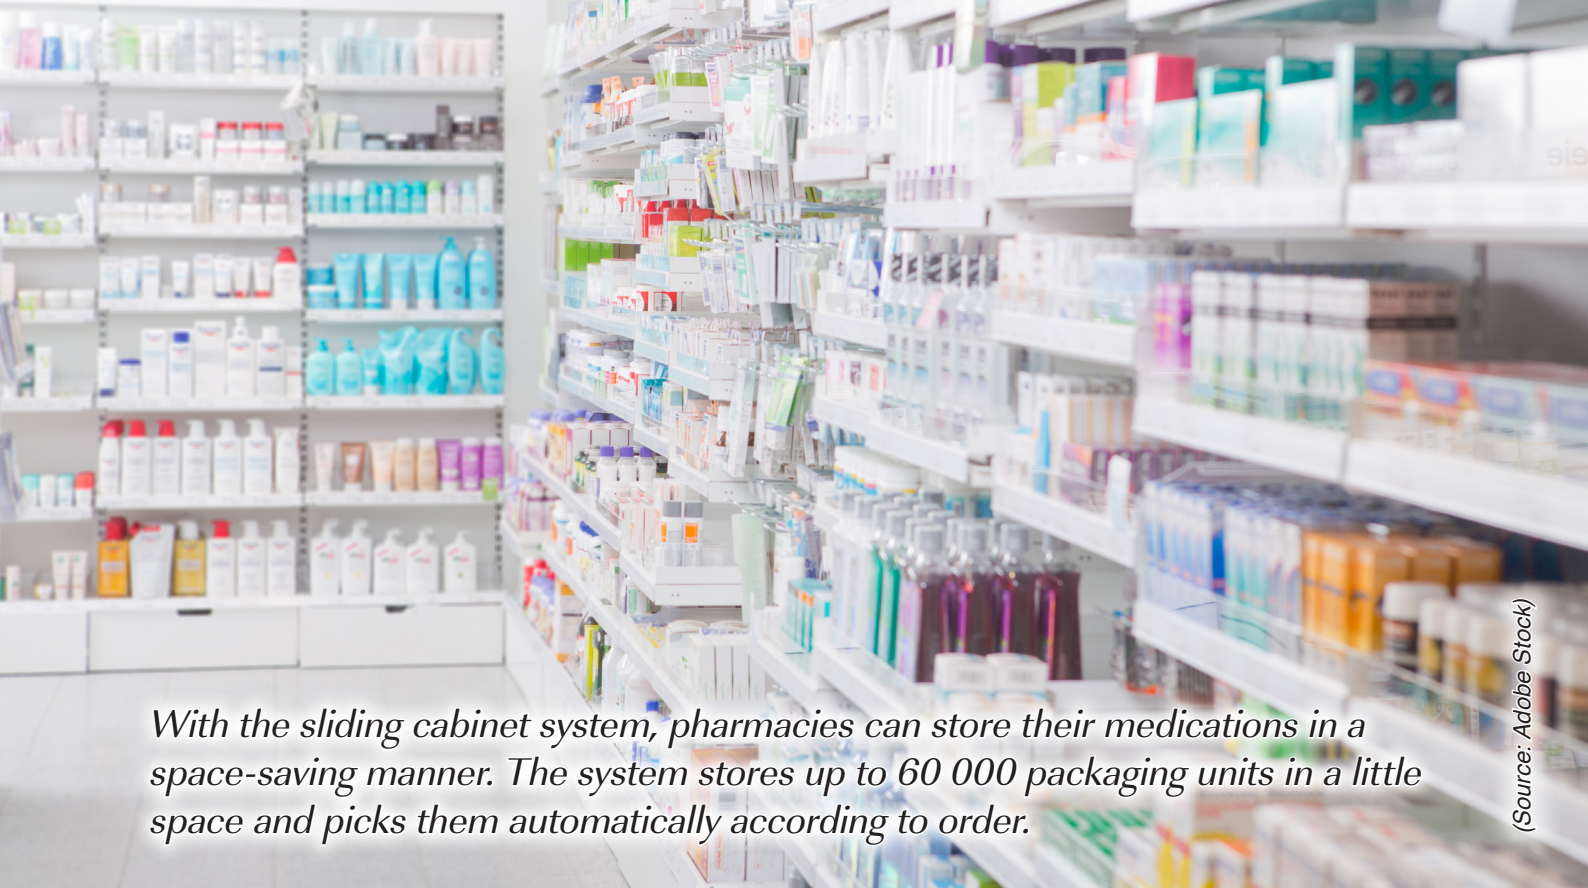 With the sliding cabinet system, pharmacies can store their medications in a
space-saving manner. The system stores up to 60 000 packaging units in a little
space and picks them automatically according to order.
(Source: Adobe Stock)